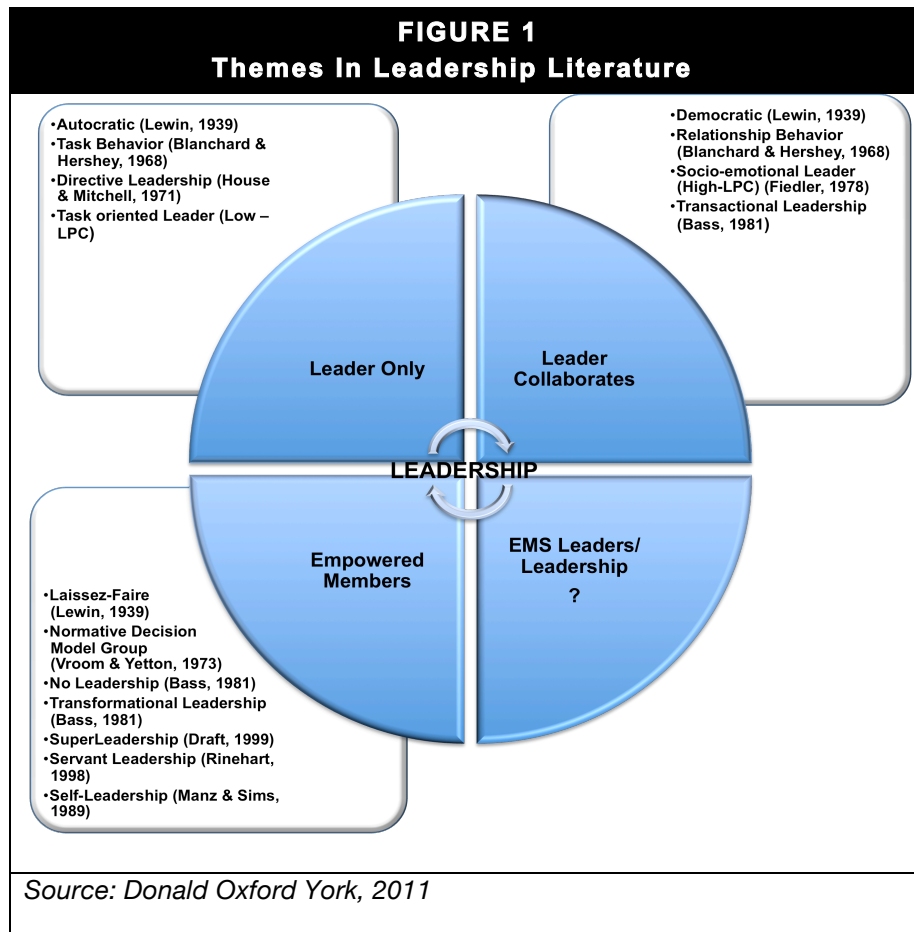 FIGURE 1
Themes In Leadership Literature
•Autocratic (Lewin, 1939)
•Task Behavior (Blanchard &
Hershey, 1968)
•Directive Leadership (House
& Mitchell, 1971)
•Task oriented Leader (Low –
LPC)
•Democratic (Lewin, 1939)
•Relationship Behavior
(Blanchard & Hershey, 1968)
•Socio-emotional Leader
(High-LPC) (Fiedler, 1978)
•Transactional Leadership
(Bass, 1981)
Leader Only
Leader
Collaborates
LEADERSHIP
Empowered
Members
EMS Leaders/
Leadership
?
•Laissez-Faire
(Lewin, 1939)
•Normative Decision
Model Group
(Vroom & Yetton, 1973)
•No Leadership (Bass, 1981)
•Transformational Leadership
(Bass, 1981)
•SuperLeadership (Draft, 1999)
•Servant Leadership (Rinehart,
1998)
•Self-Leadership (Manz & Sims,
1989)
Source: Donald Oxford York, 2011